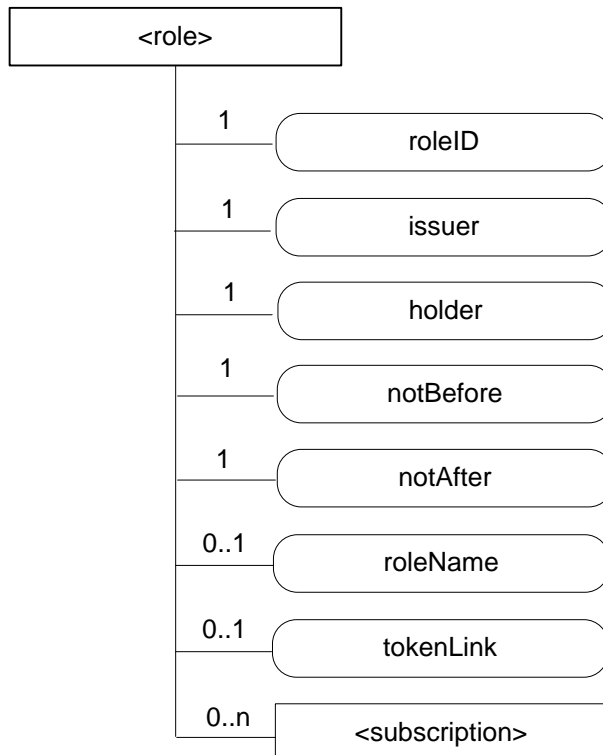 <role>
1
roleID
1
issuer
1
holder
1
notBefore
1
notAfter
0..1
roleName
0..1
tokenLink
0..n
<subscription>